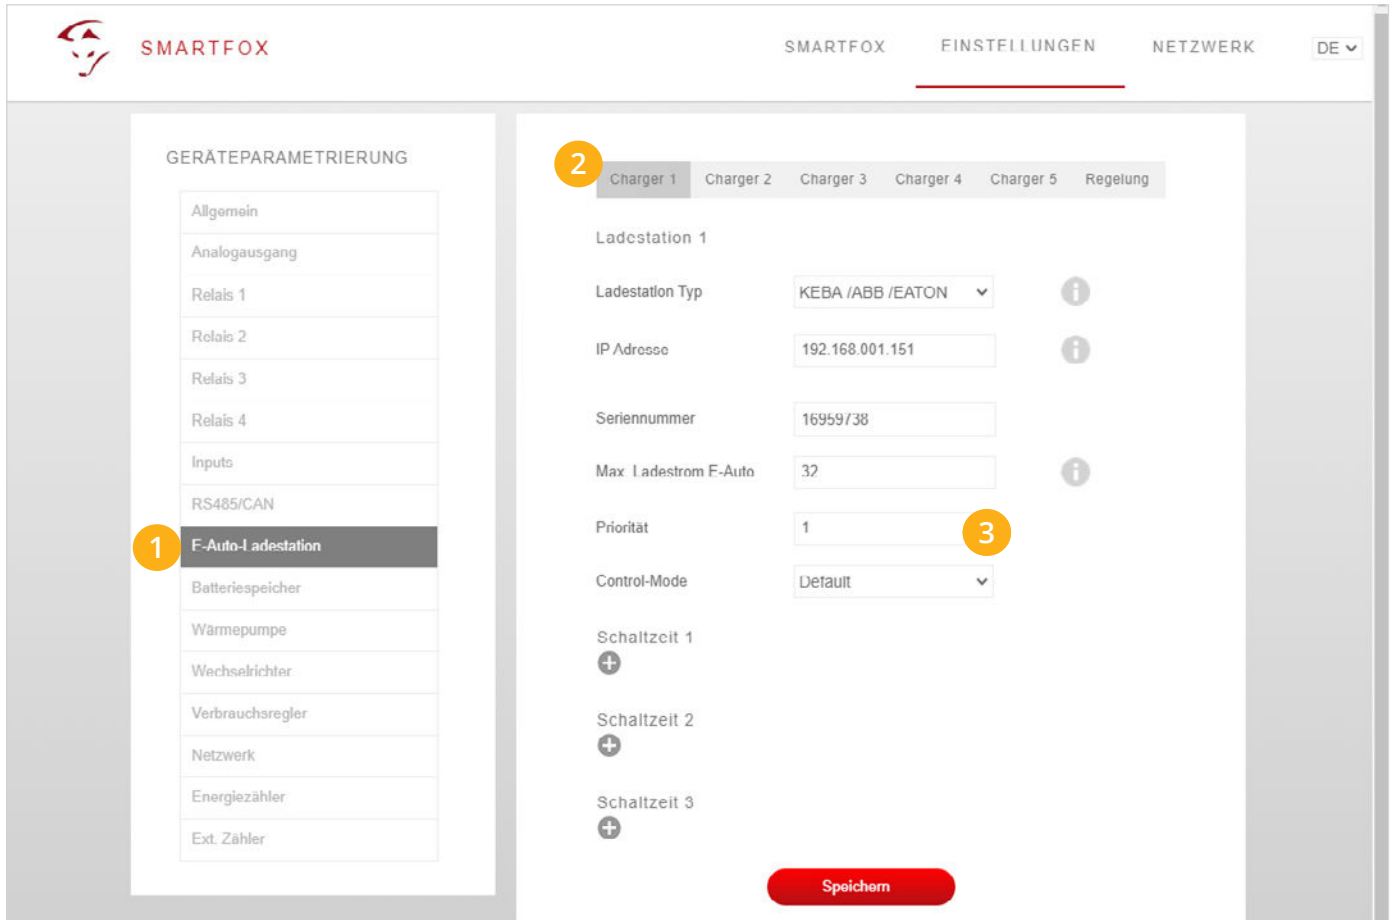 SMARTFOX
SMARTFOX EINSTELLUNGEN NETZWERK DE
GERÄTEPARAMETRIERUNG
Allgemein
Analogausgang
Relais 1
Relais 2
Relais 3
Relais 4
Inputs
RS485/CAN
1 E-Auto-Ladestation
Batteriespeicher
Wärmepumpe
Wechselrichter
Verbrauchsregler
Netzwerk
Energiezähler
Ext. Zähler
2 Charger 1 Charger 2 Charger 3 Charger 4 Charger 5 Regelung
Ladestation 1
Ladestation Typ KEBA /ABB /EATON
IP Adresse 192.168.001.151
Seriennummer 16959738
Max. Ladestrom E-Auto 32
Priorität 1 3
Control-Mode Default
Schaltzeit 1
Schaltzeit 2
Schaltzeit 3
Speichern